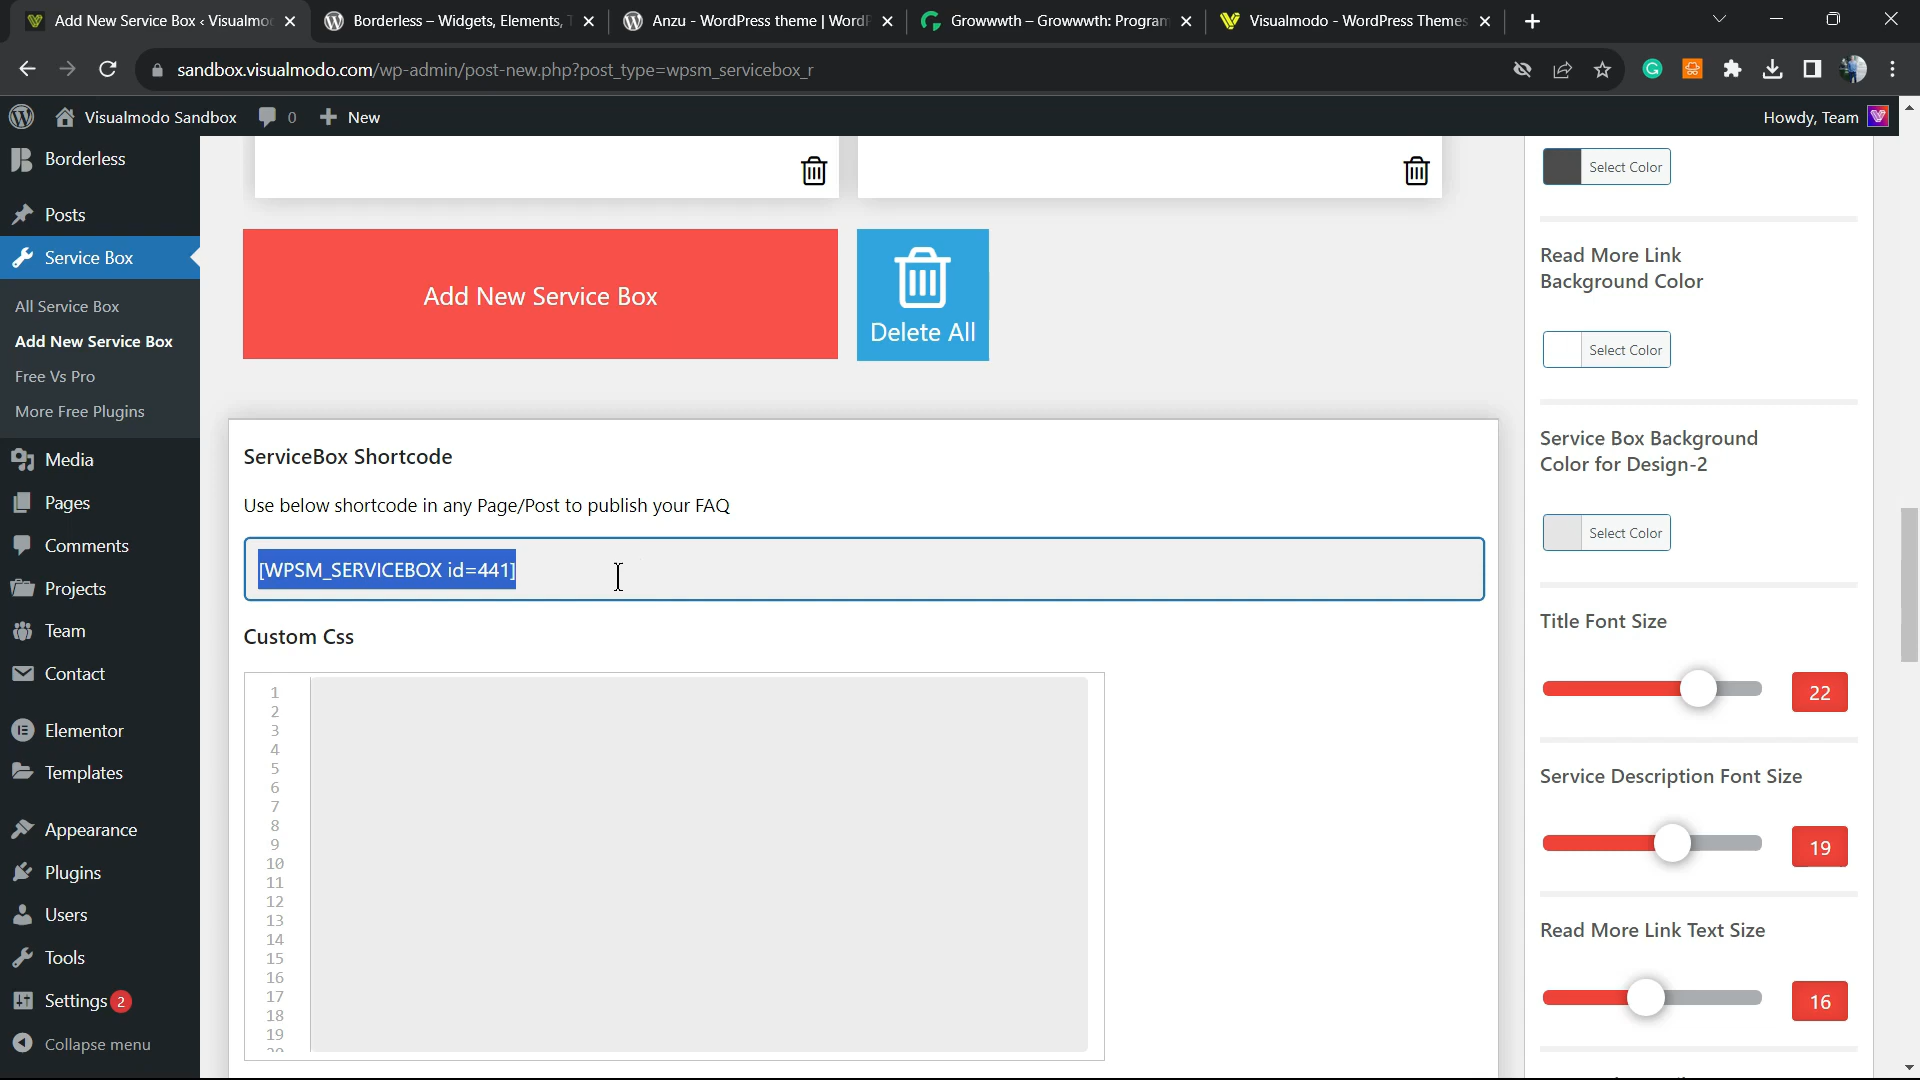 Add New Service Box ‹ Visualmo
Borderless – Widgets, Elements, T
Anzu - WordPress theme | WordP
Growwwth – Growwwth: Program
Visualmodo - WordPress Themes
sandbox.visualmodo.com/wp-admin/post-new.php?post_type=wpsm_servicebox_r
Visualmodo Sandbox
0
New
Howdy, Team
Borderless
Posts
Service Box
All Service Box
Add New Service Box
Free Vs Pro
More Free Plugins
Media
Pages
Comments
Projects
Team
Contact
Elementor
Templates
Appearance
Plugins
Users
Tools
Settings 2
Collapse menu
Add New Service Box
Delete All
ServiceBox Shortcode
Use below shortcode in any Page/Post to publish your FAQ
[WPSM_SERVICEBOX id=441]
Custom Css
1
2
3
4
5
6
7
8
9
10
11
12
13
14
15
16
17
18
19
Select Color
Read More Link
Background Color
Select Color
Service Box Background
Color for Design-2
Select Color
Title Font Size
22
Service Description Font Size
19
Read More Link Text Size
16